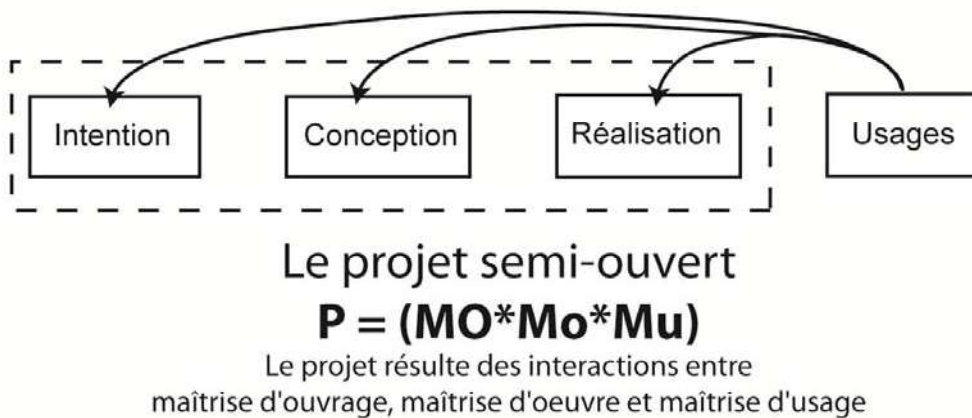 Intention
Conception
Réalisation
Usages
Le projet semi-ouvert
P = (MO*Mo*Mu)
Le projet résulte des interactions entre
maîtrise d'ouvrage, maîtrise d'oeuvre et maîtrise d'usage